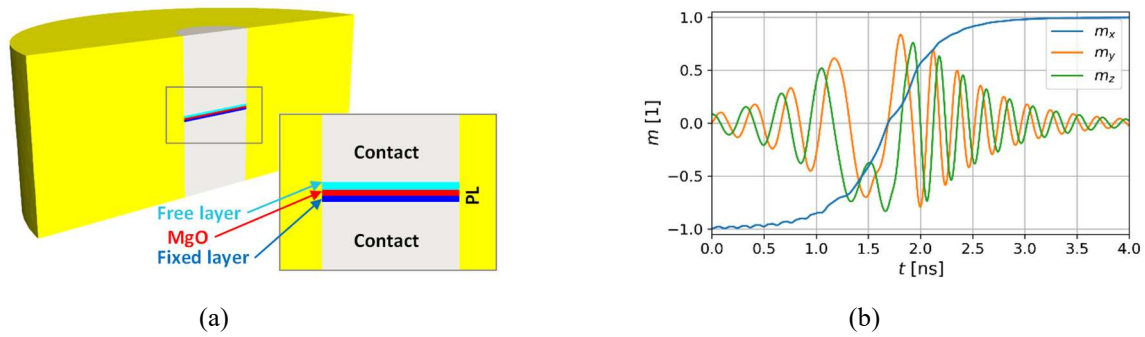 Contact
PL
Free layer
MgO
Fixed layer
Contact
(a)
1.0
0.5
0.0
−0.5
−1.0
m [1]
mx
my
mz
0.0 0.5 1.0 1.5 2.0 2.5 3.0 3.5 4.0
t [ns]
(b)